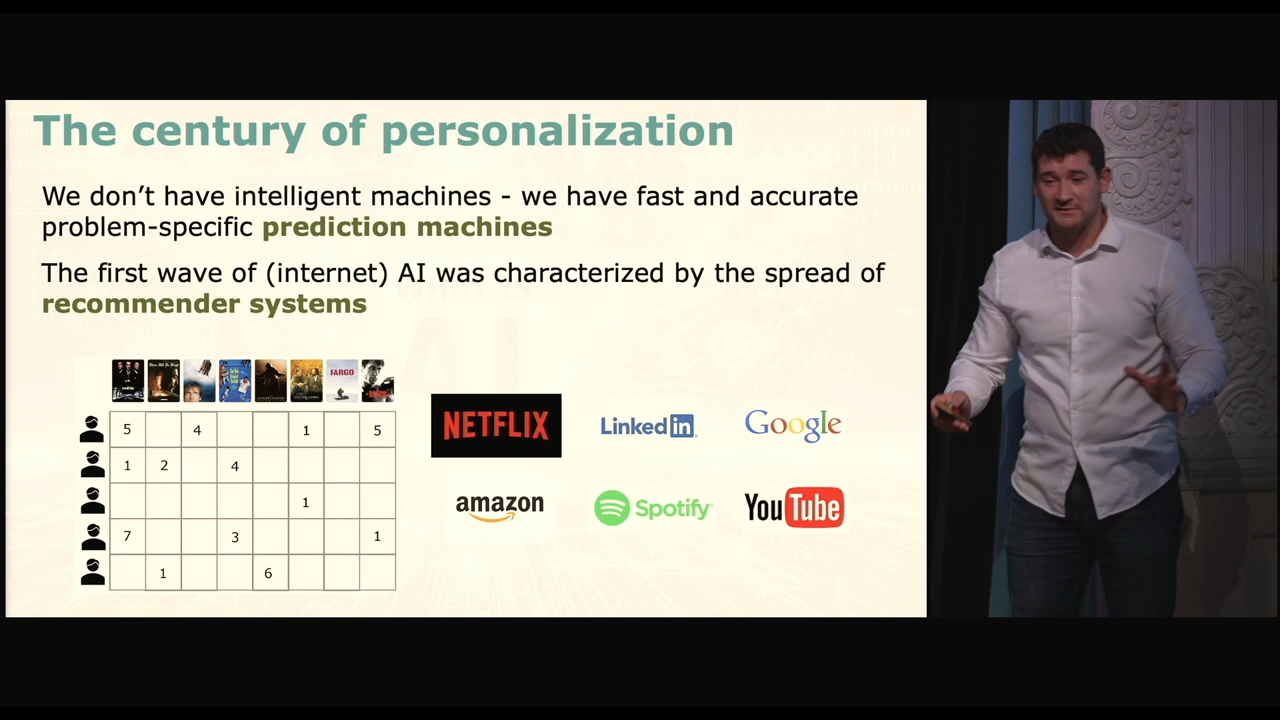 The century of personalization
We don’t have intelligent machines - we have fast and accurate
problem-specific prediction machines
The first wave of (internet) AI was characterized by the spread of
recommender systems
FARGO
5 4 1 5
1 2 4
1
7 3 1
1 6
NETFLIX LinkedIn Google
amazon Spotify YouTube